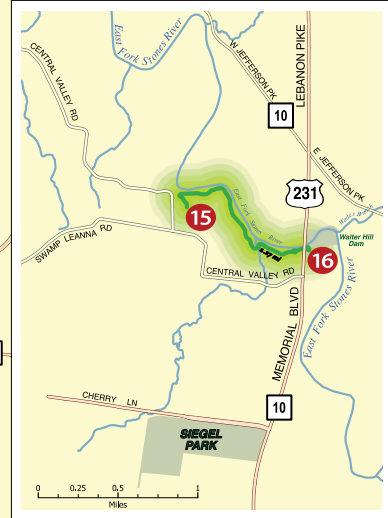 East Fork Stones River
CENTRAL VALLEY RD
W JEFFERSON PK
LEBANON PIKE
10
E JEFFERSON PK
231
15
East Fork Stones River
Walter Hill
Dam
16
SWAMP LEANNA RD
CENTRAL VALLEY RD
MEMORIAL BLVD
East Fork Stones River
CHERRY LN
10
SIEGEL
PARK
0 0.25 0.5 1
Miles